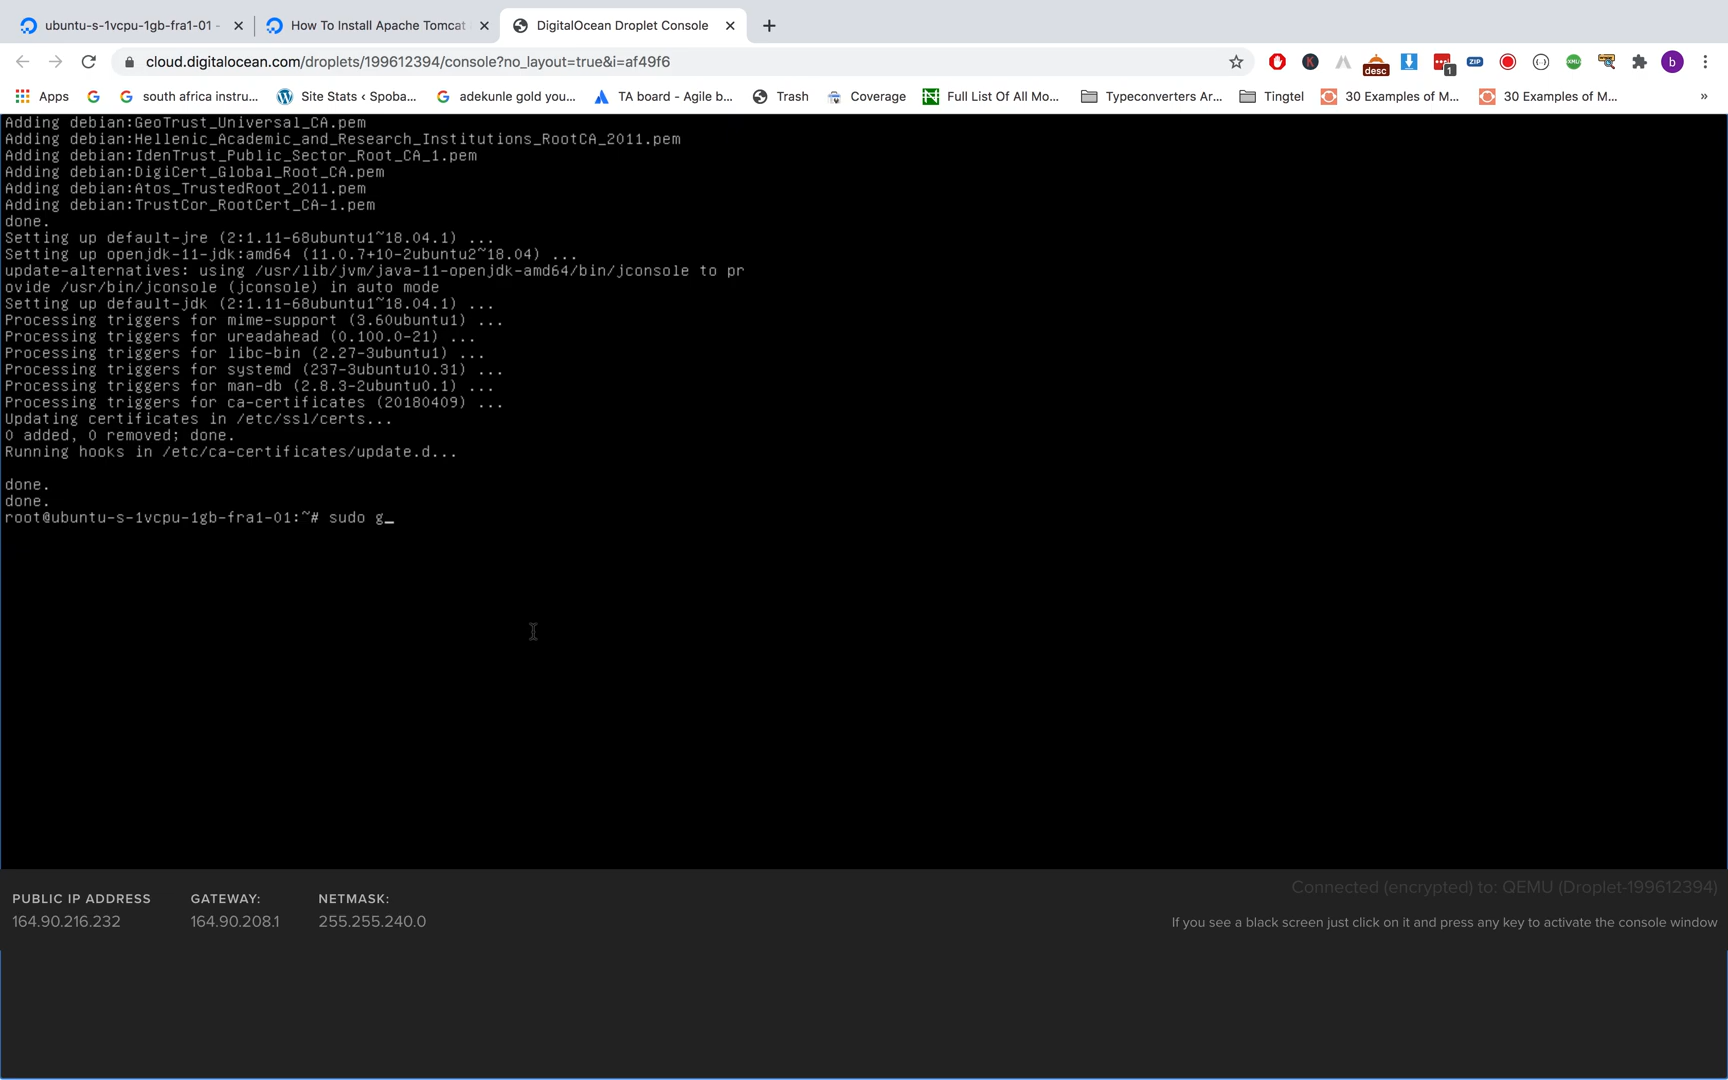 ubuntu-s-1vcpu-1gb-fra1-01 -
How To Install Apache Tomcat
DigitalOcean Droplet Console
cloud.digitalocean.com/droplets/199612394/console?no_layout=true&i=af49f6
desc
1
ZIP
b
Apps
south africa instru...
Site Stats ‹ Spoba...
adekunle gold you...
TA board - Agile b...
Trash
Coverage
Full List Of All Mo...
Typeconverters Ar...
Tingtel
30 Examples of M...
30 Examples of M...
»
Adding debian:GeoTrust_Universal_CA.pem
Adding debian:Hellenic_Academic_and_Research_Institutions_RootCA_2011.pem
Adding debian:IdenTrust_Public_Sector_Root_CA_1.pem
Adding debian:DigiCert_Global_Root_CA.pem
Adding debian:Atos_TrustedRoot_2011.pem
Adding debian:TrustCor_RootCert_CA-1.pem
done.
Setting up default-jre (2:1.11-68ubuntu1~18.04.1) ...
Setting up openjdk-11-jdk:amd64 (11.0.7+10-2ubuntu2~18.04) ...
update-alternatives: using /usr/lib/jvm/java-11-openjdk-amd64/bin/jconsole to pr
ovide /usr/bin/jconsole (jconsole) in auto mode
Setting up default-jdk (2:1.11-68ubuntu1~18.04.1) ...
Processing triggers for mime-support (3.60ubuntu1) ...
Processing triggers for ureadahead (0.100.0-21) ...
Processing triggers for libc-bin (2.27-3ubuntu1) ...
Processing triggers for systemd (237-3ubuntu10.31) ...
Processing triggers for man-db (2.8.3-2ubuntu0.1) ...
Processing triggers for ca-certificates (20180409) ...
Updating certificates in /etc/ssl/certs...
0 added, 0 removed; done.
Running hooks in /etc/ca-certificates/update.d...
done.
done.
root@ubuntu-s-1vcpu-1gb-fra1-01:~# sudo g_
Connected (encrypted) to: QEMU (Droplet-199612394)
PUBLIC IP ADDRESS
164.90.216.232
GATEWAY:
164.90.208.1
NETMASK:
255.255.240.0
If you see a black screen just click on it and press any key to activate the console window